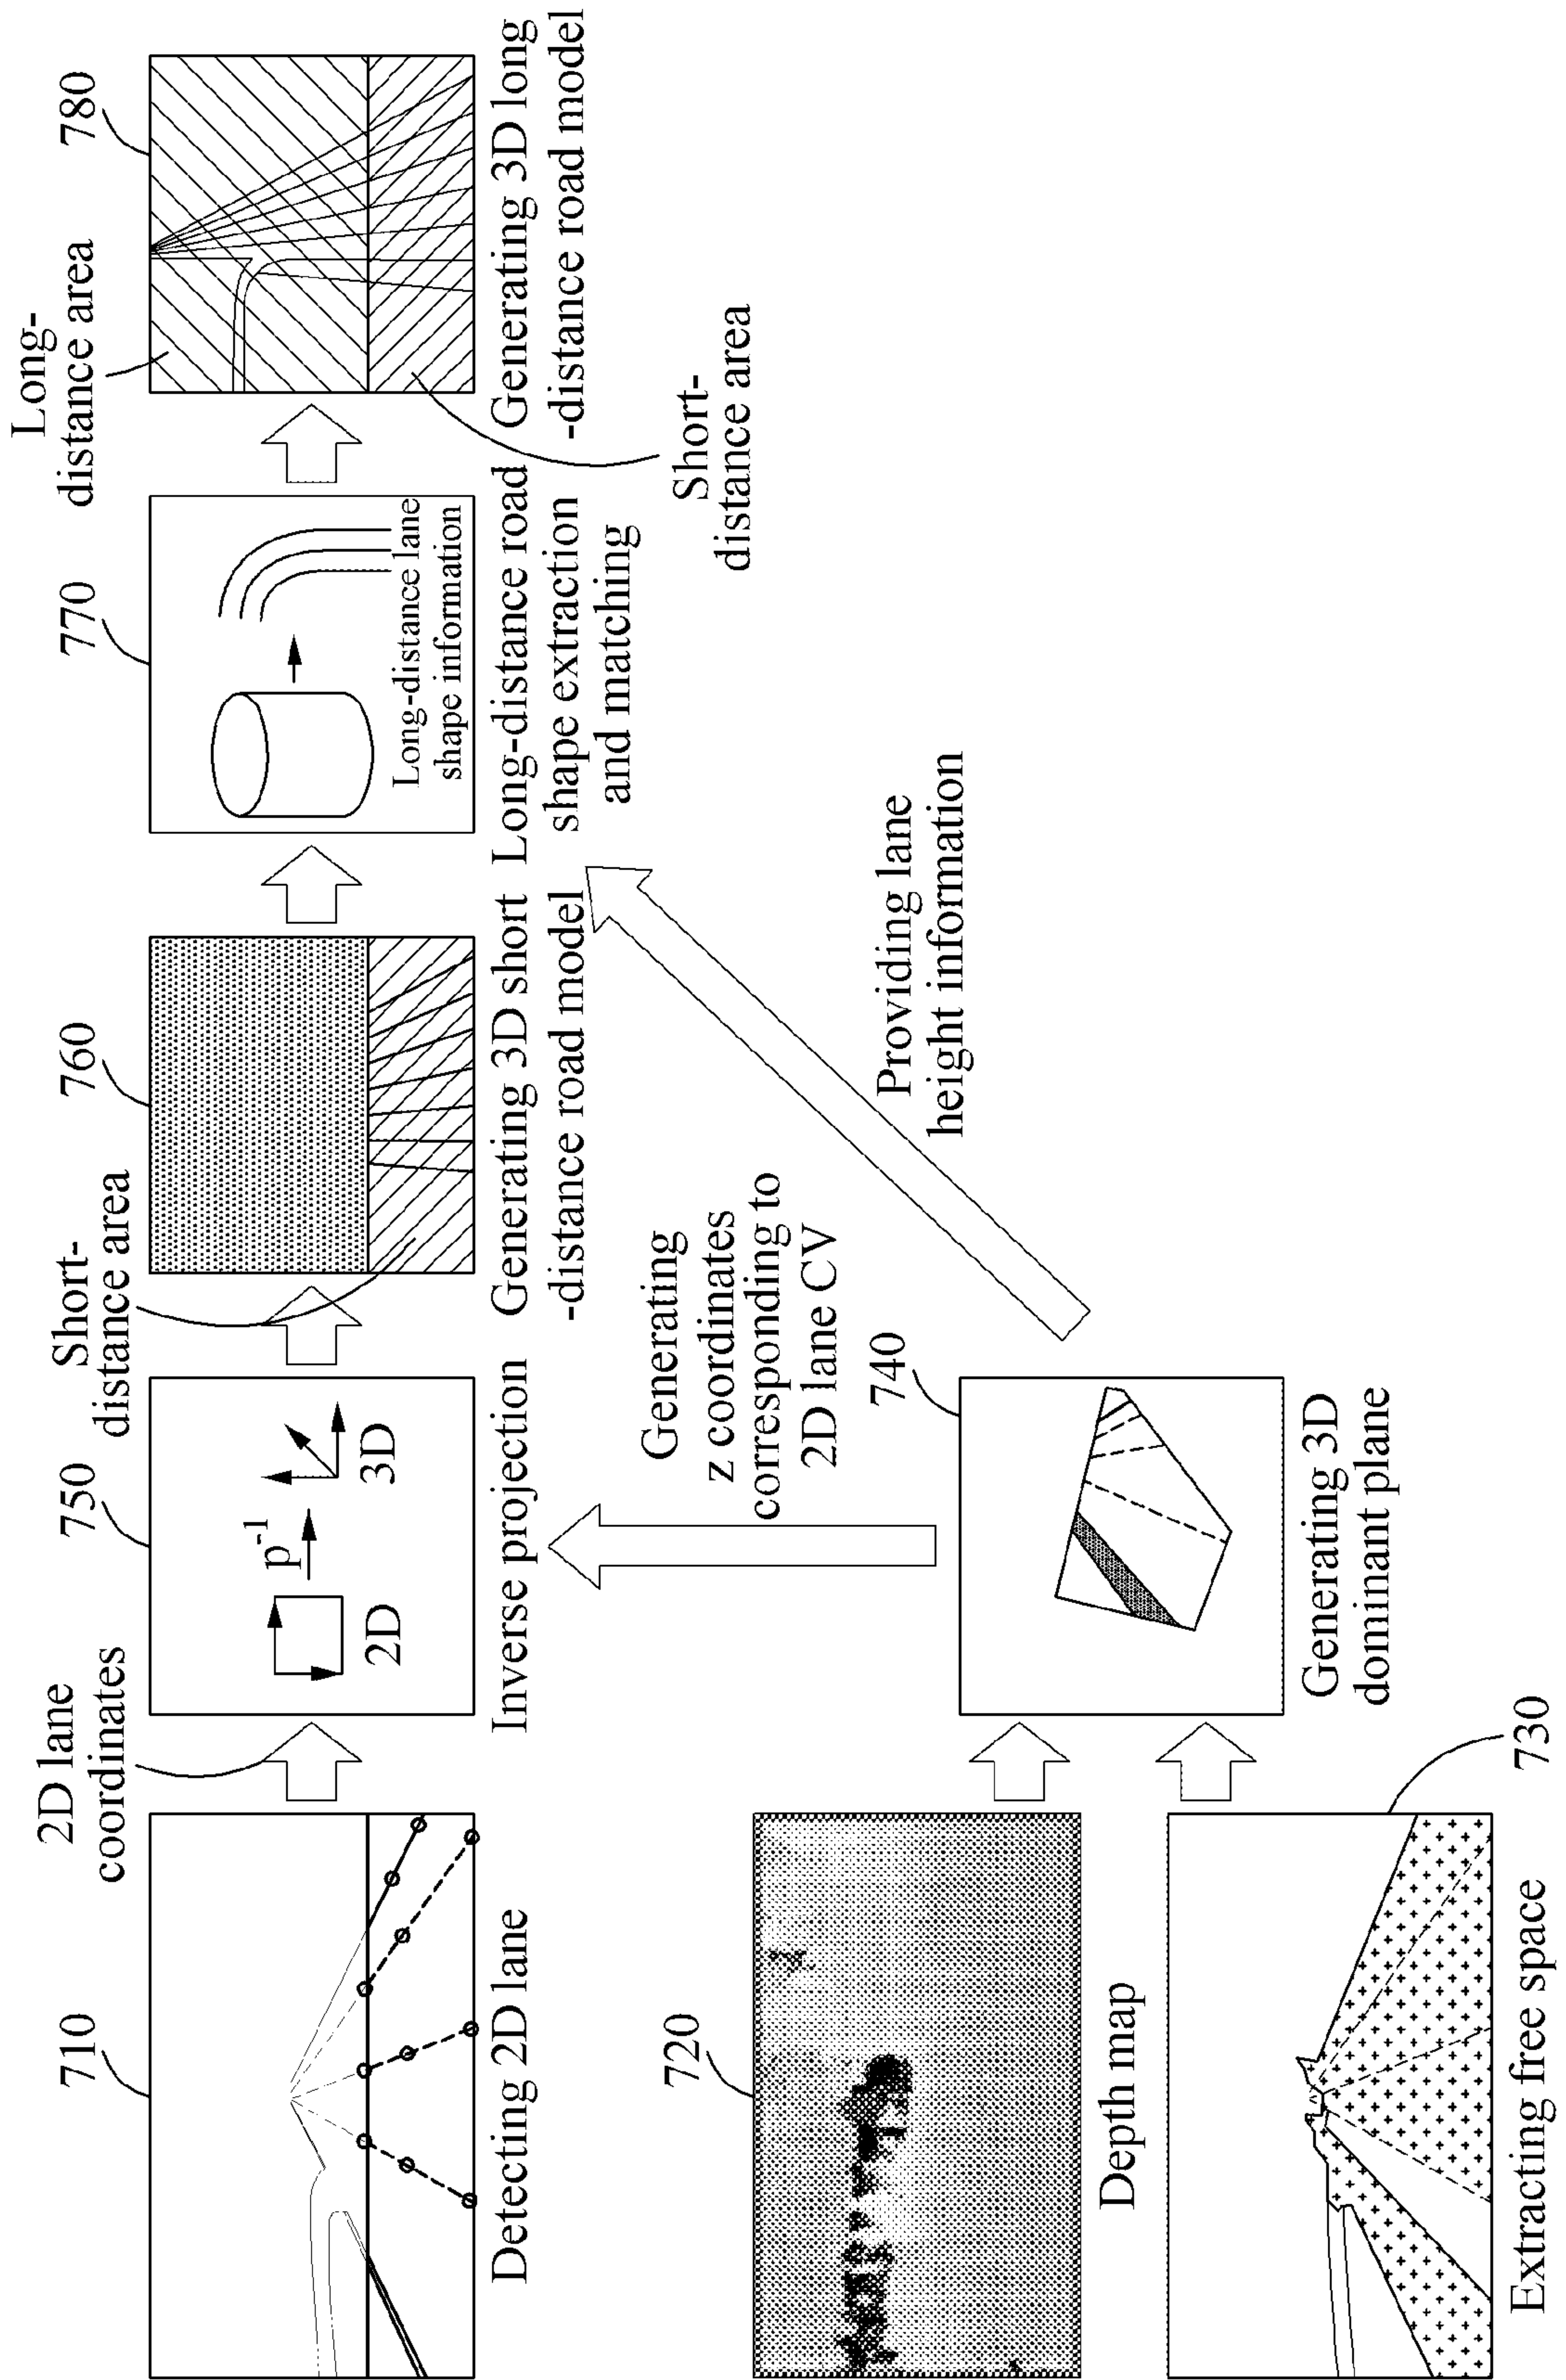 710
2D lane
coordinates
750
Short-
distance area
760
770
Long-
distance area
780
p-1
2D
3D
Long-distance lane
shape information
Detecting 2D lane
Inverse projection
Generating 3D short
-distance road model
Long-distance road
shape extraction
and matching
Generating 3D long
-distance road model
Short-
distance area
720
Generating
z coordinates
corresponding to
2D lane CV
740
Providing lane
height information
Depth map
Generating 3D
dominant plane
730
Extracting free space